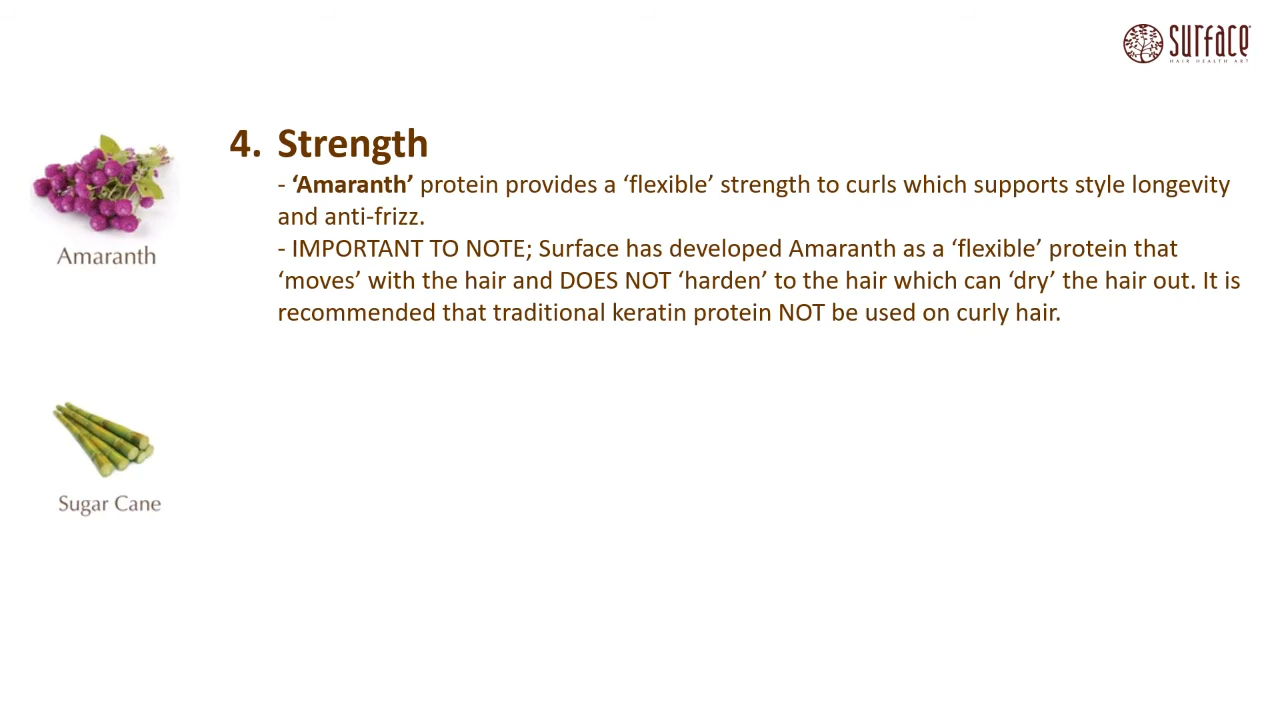 surface
HAIR HEALTH ART
4. Strength
- ‘Amaranth’ protein provides a ‘flexible’ strength to curls which supports style longevity
and anti-frizz.
- IMPORTANT TO NOTE; Surface has developed Amaranth as a ‘flexible’ protein that
‘moves’ with the hair and DOES NOT ‘harden’ to the hair which can ‘dry’ the hair out. It is
recommended that traditional keratin protein NOT be used on curly hair.
Amaranth
Sugar Cane